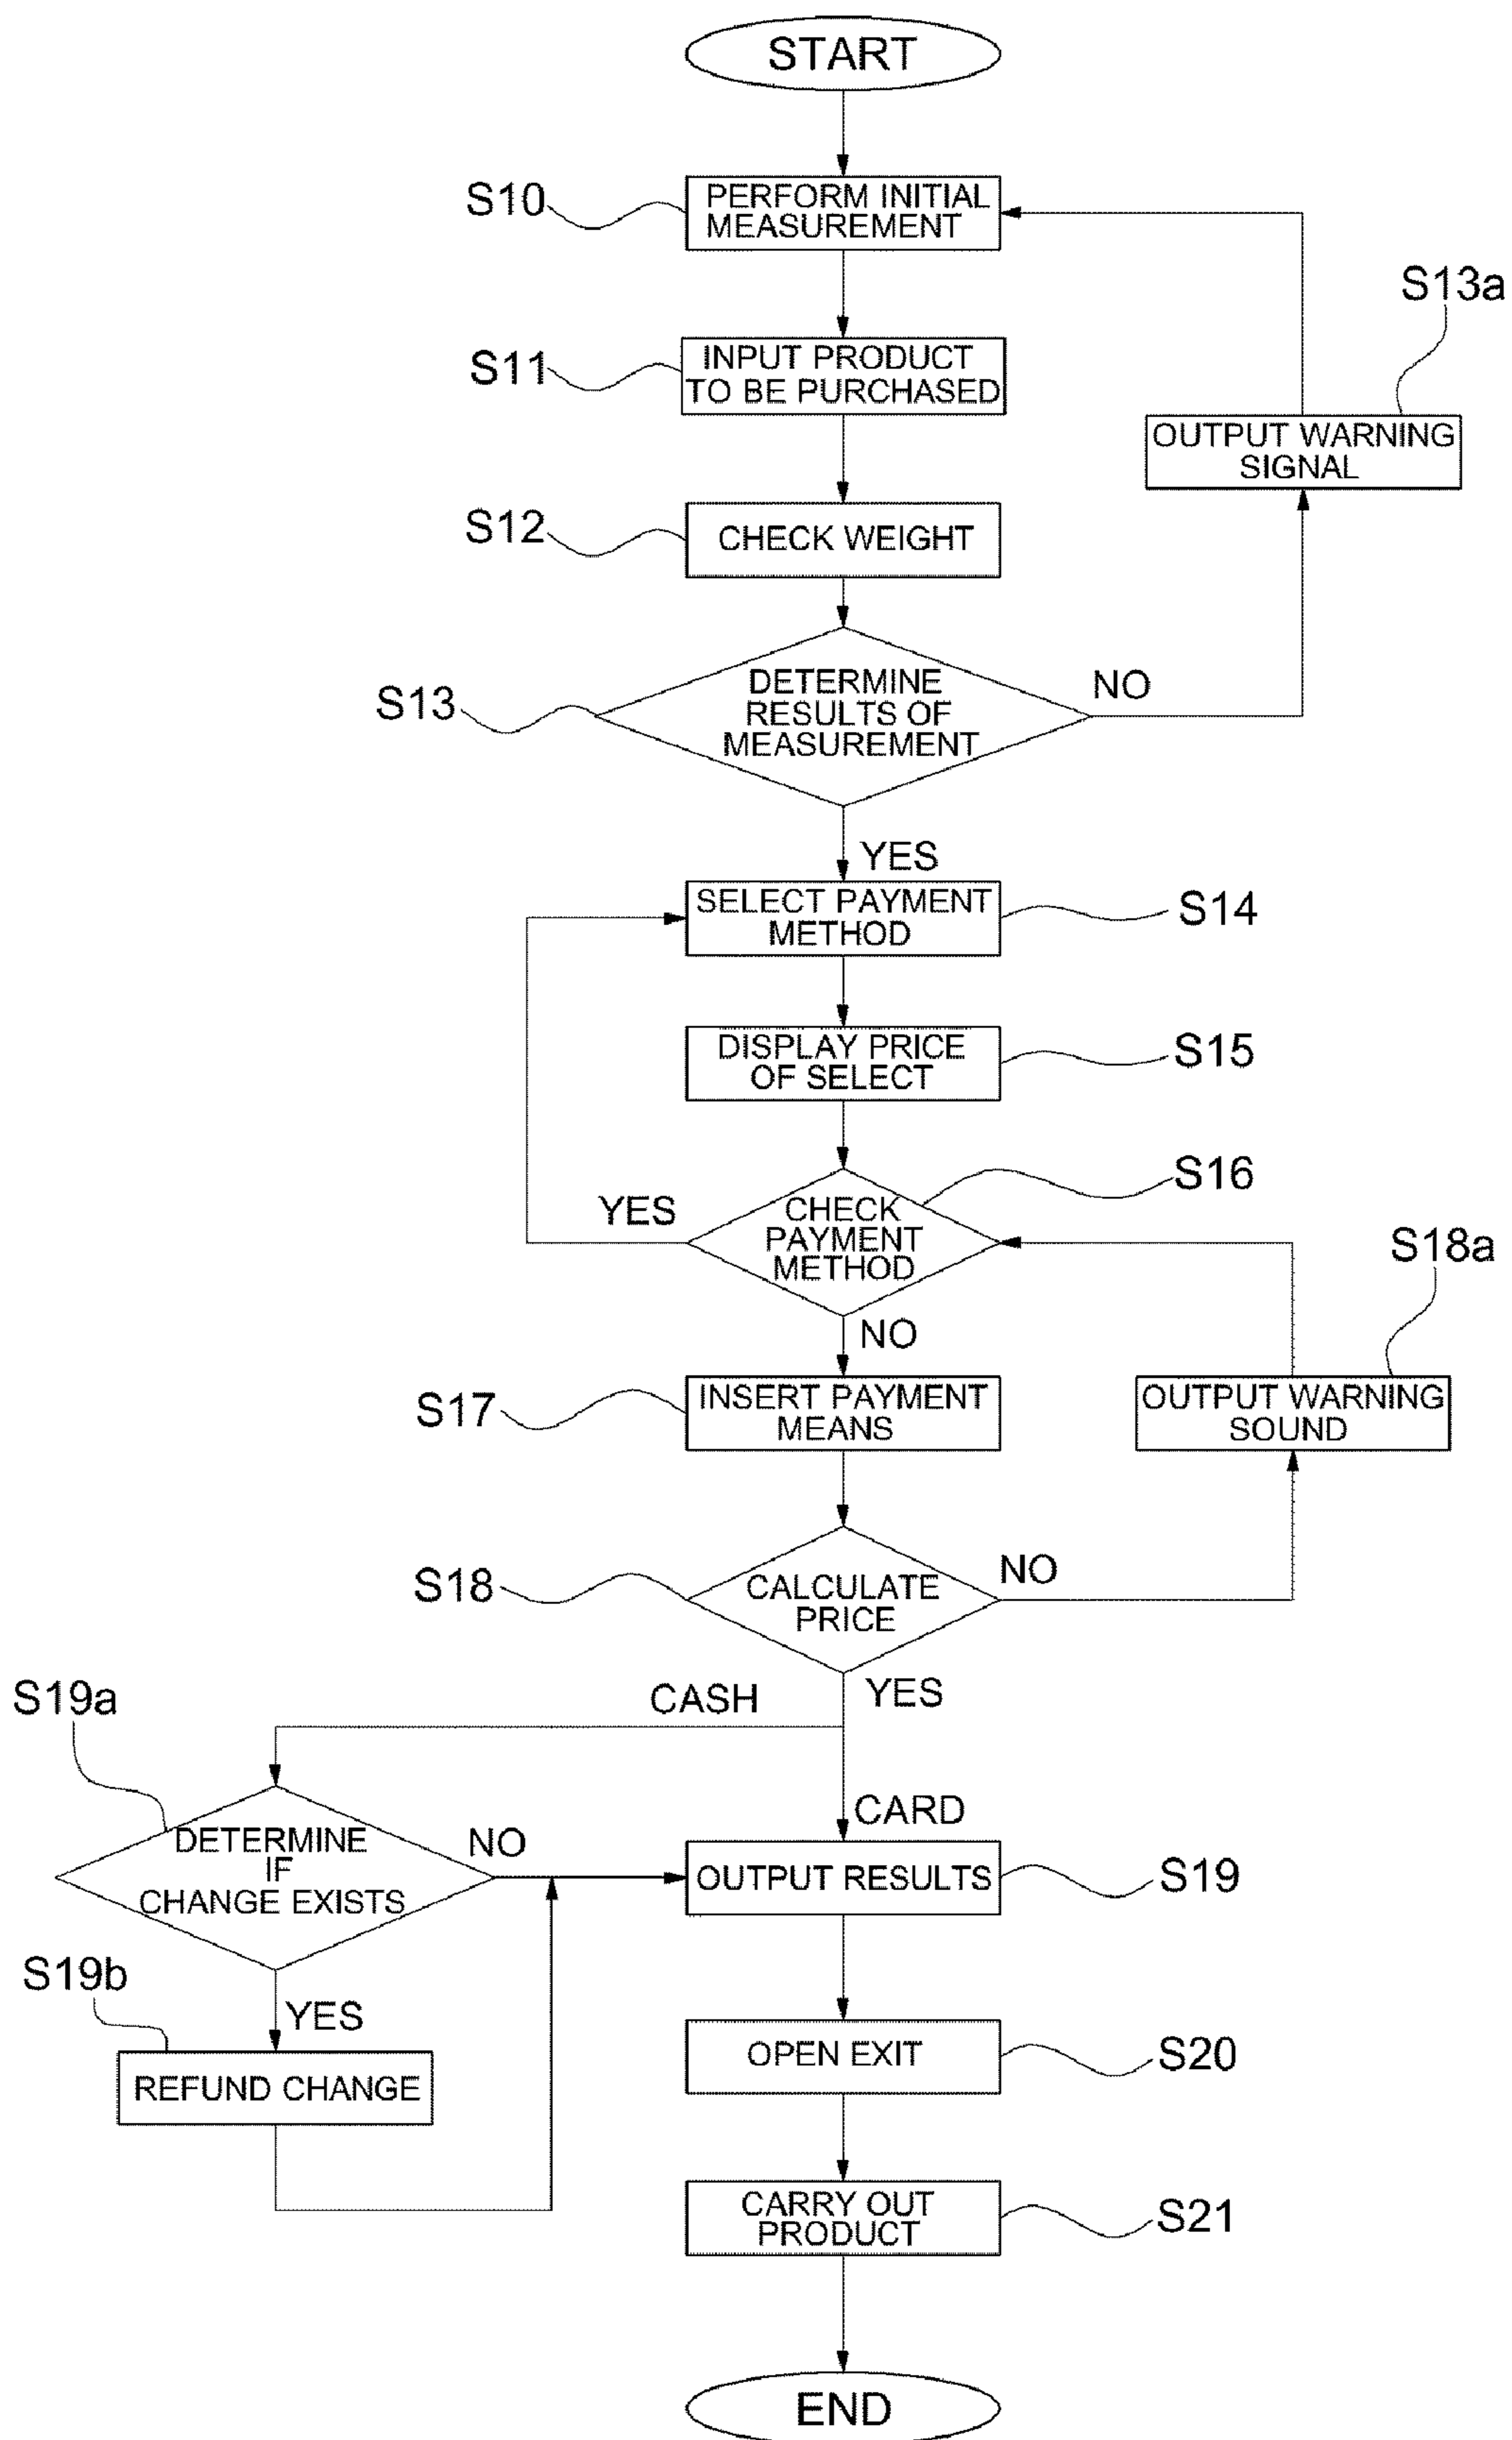 START
S10
PERFORM INITIAL
MEASUREMENT
S13a
S11
INPUT PRODUCT
TO BE PURCHASED
OUTPUT WARNING
SIGNAL
S12
CHECK WEIGHT
S13
DETERMINE
RESULTS OF
MEASUREMENT
NO
YES
SELECT PAYMENT
METHOD
S14
DISPLAY PRICE
OF SELECT
S15
S16
YES
CHECK
PAYMENT
METHOD
S18a
NO
S17
INSERT PAYMENT
MEANS
OUTPUT WARNING
SOUND
S18
CALCULATE
PRICE
NO
YES
CASH
S19a
CARD
DETERMINE
IF
CHANGE EXISTS
NO
OUTPUT RESULTS
S19
S19b
YES
REFUND CHANGE
OPEN EXIT
S20
CARRY OUT
PRODUCT
S21
END